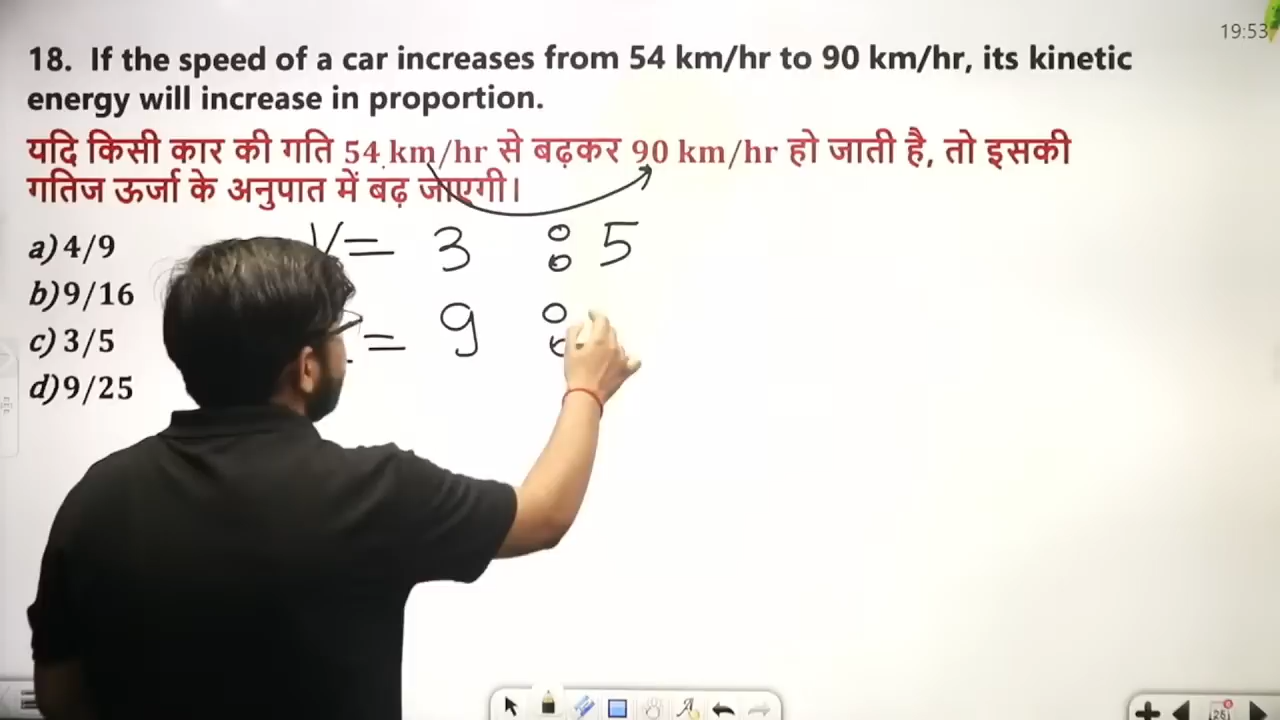 19:53
18. If the speed of a car increases from 54 km/hr to 90 km/hr, its kinetic
energy will increase in proportion.
यदि किसी कार की गति 54 km/hr से बढ़कर 90 km/hr हो जाती है, तो इसकी
गतिज ऊर्जा के अनुपात में बढ़ जाएगी।
a) 4/9
b) 9/16
c) 3/5
d) 9/25
V = 3 : 5
= 9 :